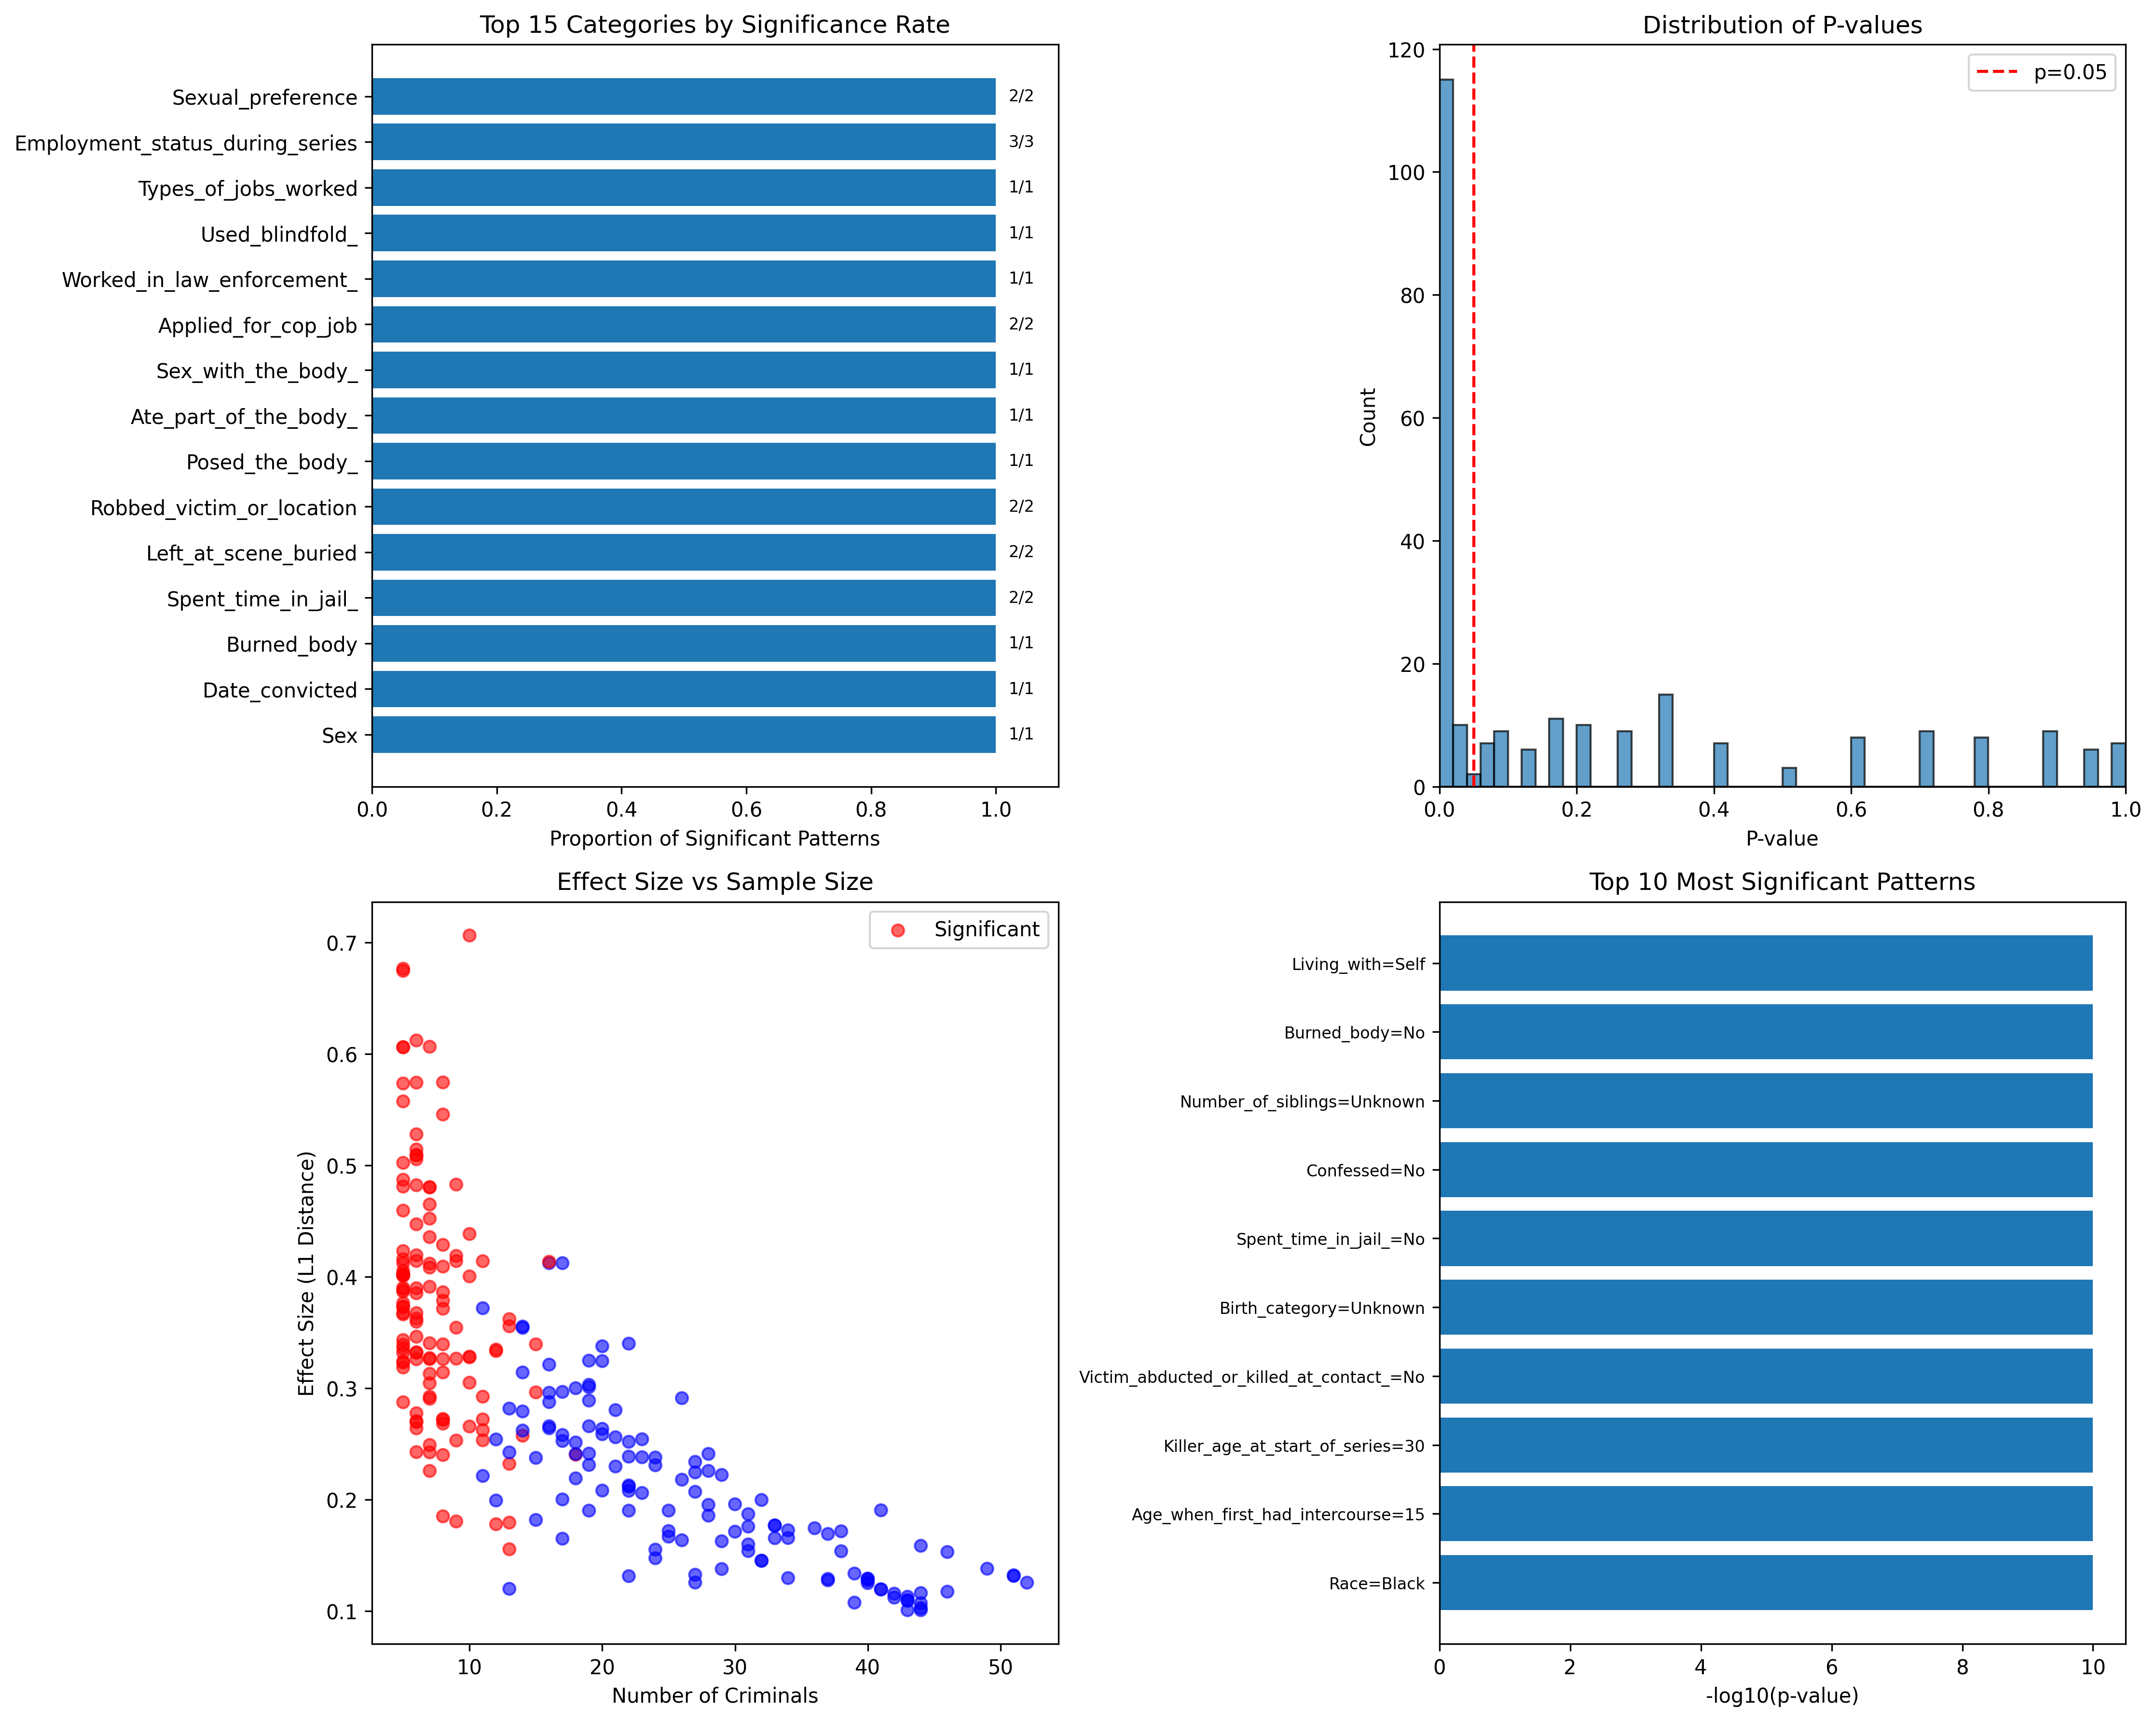 Top 15 Categories by Significance Rate
Sexual_preference
2/2
Employment_status_during_series
3/3
Types_of_jobs_worked
1/1
Used_blindfold_
1/1
Worked_in_law_enforcement_
1/1
Applied_for_cop_job
2/2
Sex_with_the_body_
1/1
Ate_part_of_the_body_
1/1
Posed_the_body_
1/1
Robbed_victim_or_location
2/2
Left_at_scene_buried
2/2
Spent_time_in_jail_
2/2
Burned_body
1/1
Date_convicted
1/1
Sex
1/1
0.0 0.2 0.4 0.6 0.8 1.0
Proportion of Significant Patterns
Distribution of P-values
p=0.05
120
100
80
60
40
20
0
Count
0.0 0.2 0.4 0.6 0.8 1.0
P-value
Effect Size vs Sample Size
Significant
0.7
0.6
0.5
0.4
0.3
0.2
0.1
Effect Size (L1 Distance)
10 20 30 40 50
Number of Criminals
Top 10 Most Significant Patterns
Living_with=Self
Burned_body=No
Number_of_siblings=Unknown
Confessed=No
Spent_time_in_jail_=No
Birth_category=Unknown
Victim_abducted_or_killed_at_contact_=No
Killer_age_at_start_of_series=30
Age_when_first_had_intercourse=15
Race=Black
0 2 4 6 8 10
-log10(p-value)